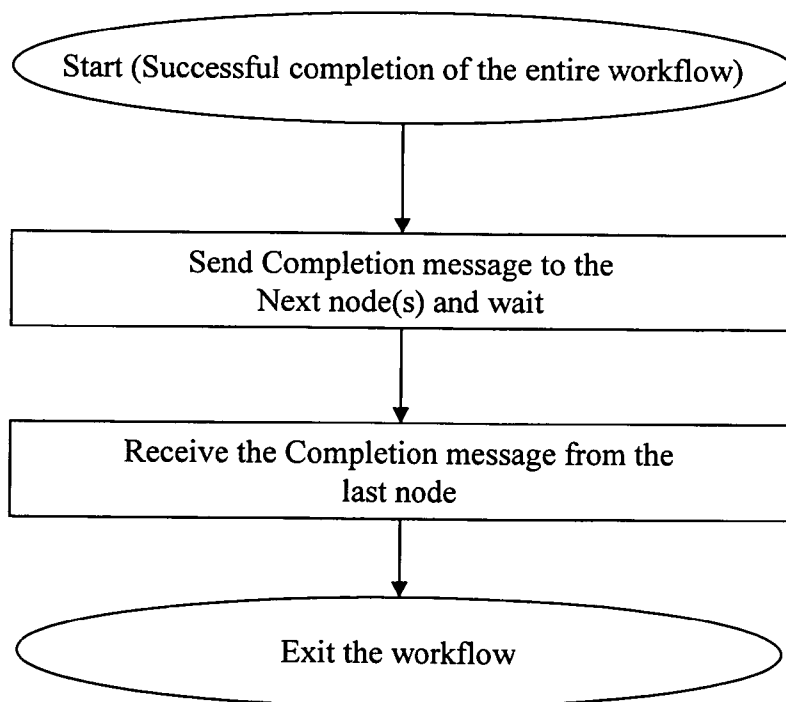 Start (Successful completion of the entire workflow)
Send Completion message to the
Next node(s) and wait
Receive the Completion message from the
last node
Exit the workflow